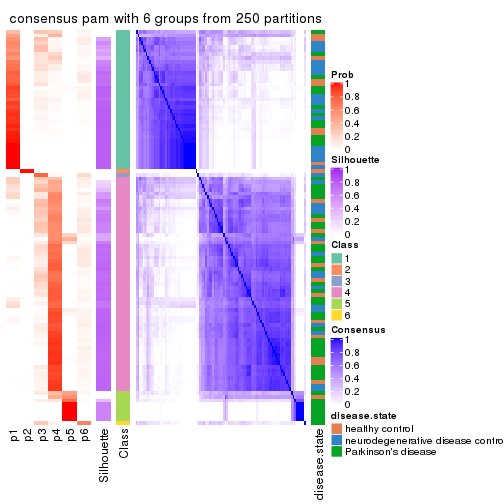 consensus pam with 6 groups from 250 partitions
Prob
1
0.8
0.6
0.4
0.2
0
Silhouette
1
0.8
0.6
0.4
0.2
0
Class
1
2
3
4
5
6
Consensus
1
0.8
0.6
0.4
0.2
0
disease.state
healthy control
neurodegenerative disease contro
Parkinson's disease
p1
p2
p3
p4
p5
p6
Silhouette
Class
disease.state